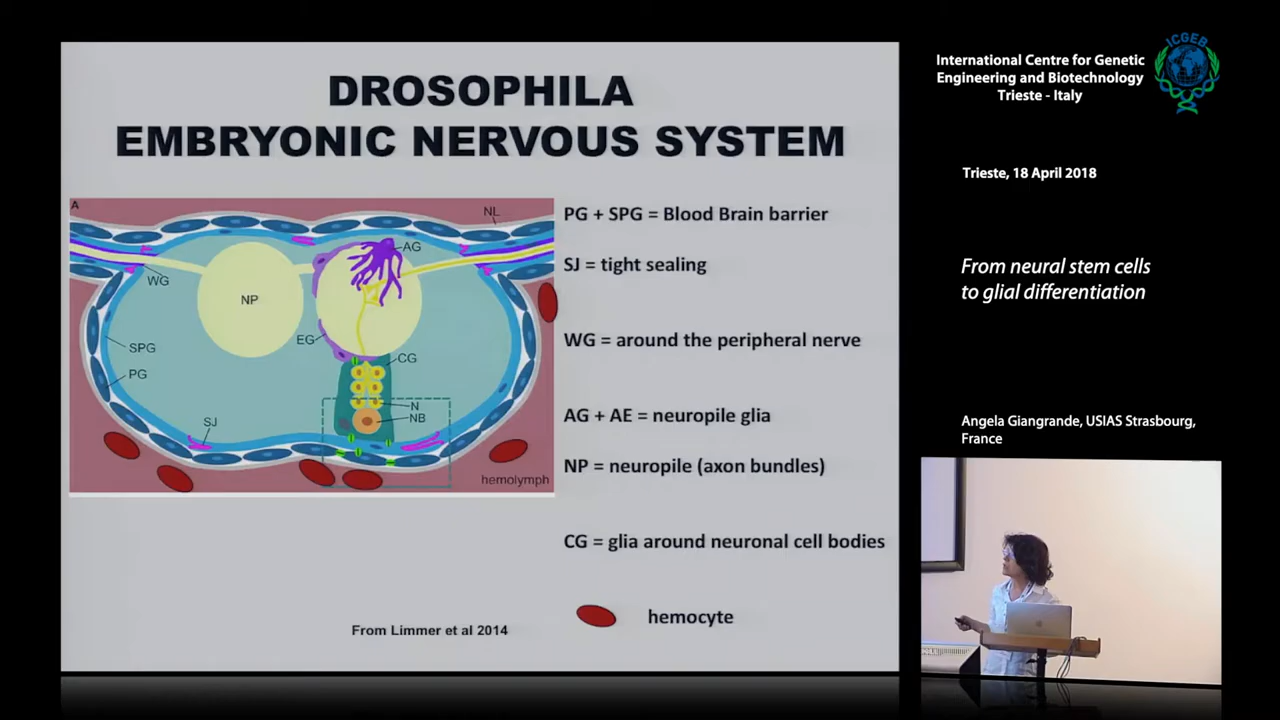 DROSOPHILA
EMBRYONIC NERVOUS SYSTEM
A
NL
AG
WG
NP
EG
CG
SPG
PG
N
NB
SJ
hemolymph
PG + SPG = Blood Brain barrier
SJ = tight sealing
WG = around the peripheral nerve
AG + AE = neuropile glia
NP = neuropile (axon bundles)
CG = glia around neuronal cell bodies
hemocyte
From Limmer et al 2014
International Centre for Genetic
Engineering and Biotechnology
Trieste - Italy
ICGEB
Trieste, 18 April 2018
From neural stem cells
to glial differentiation
Angela Giangrande, USIAS Strasbourg,
France